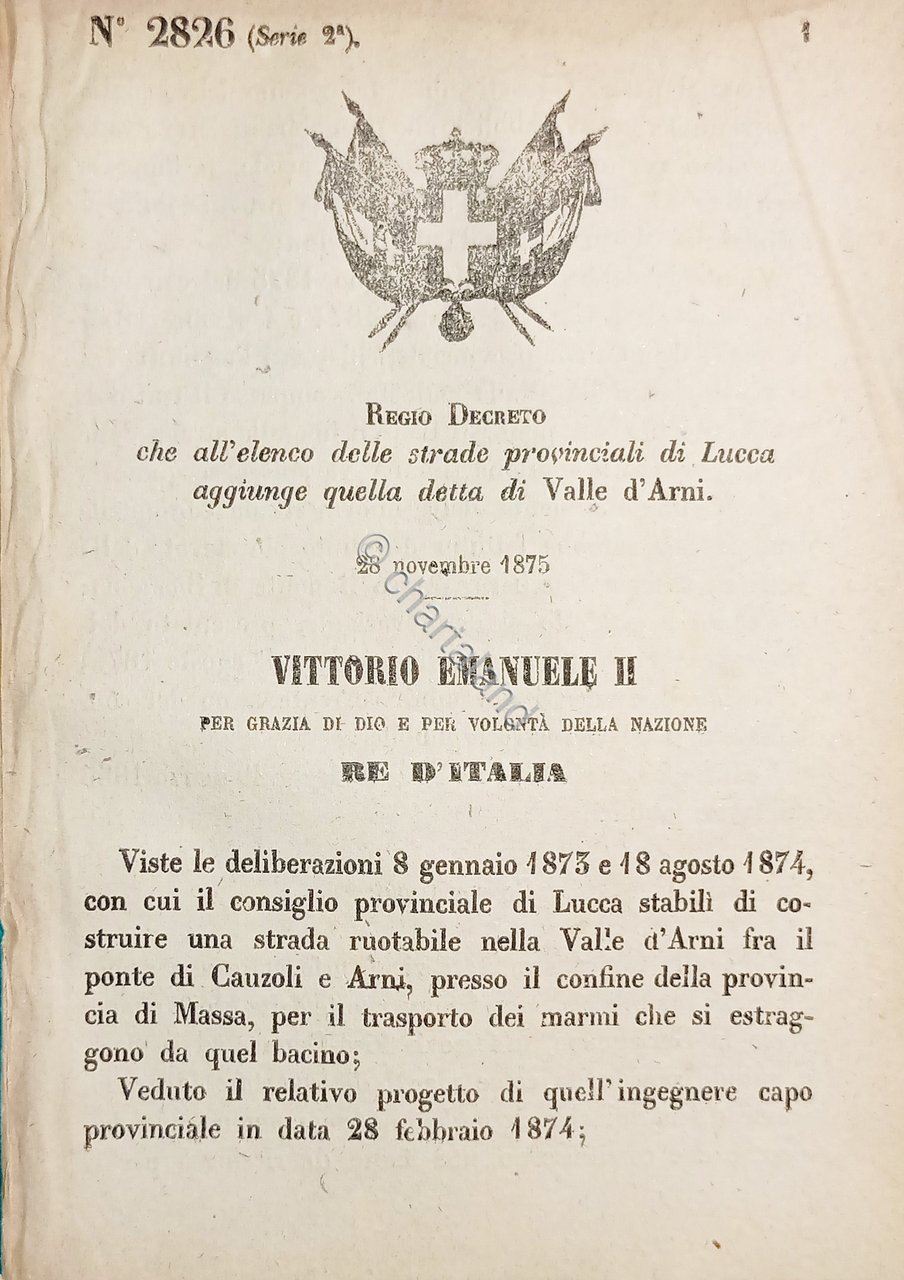 N° 2826 (Serie 2ª).
1
REGIO DECRETO
che all'elenco delle strade provinciali di Lucca
aggiunge quella detta di Valle d'Arni.
28 novembre 1875
VITTORIO EMANUELE II
PER GRAZIA DI DIO E PER VOLONTÀ DELLA NAZIONE
RE D'ITALIA
Viste le deliberazioni 8 gennaio 1873 e 18 agosto 1874,
con cui il consiglio provinciale di Lucca stabilì di co-
struire una strada ruotabile nella Valle d'Arni fra il
ponte di Cauzoli e Arni, presso il confine della provin-
cia di Massa, per il trasporto dei marmi che si estrag-
gono da quel bacino;
Veduto il relativo progetto di quell'ingegnere capo
provinciale in data 28 febbraio 1874;
© chartaland